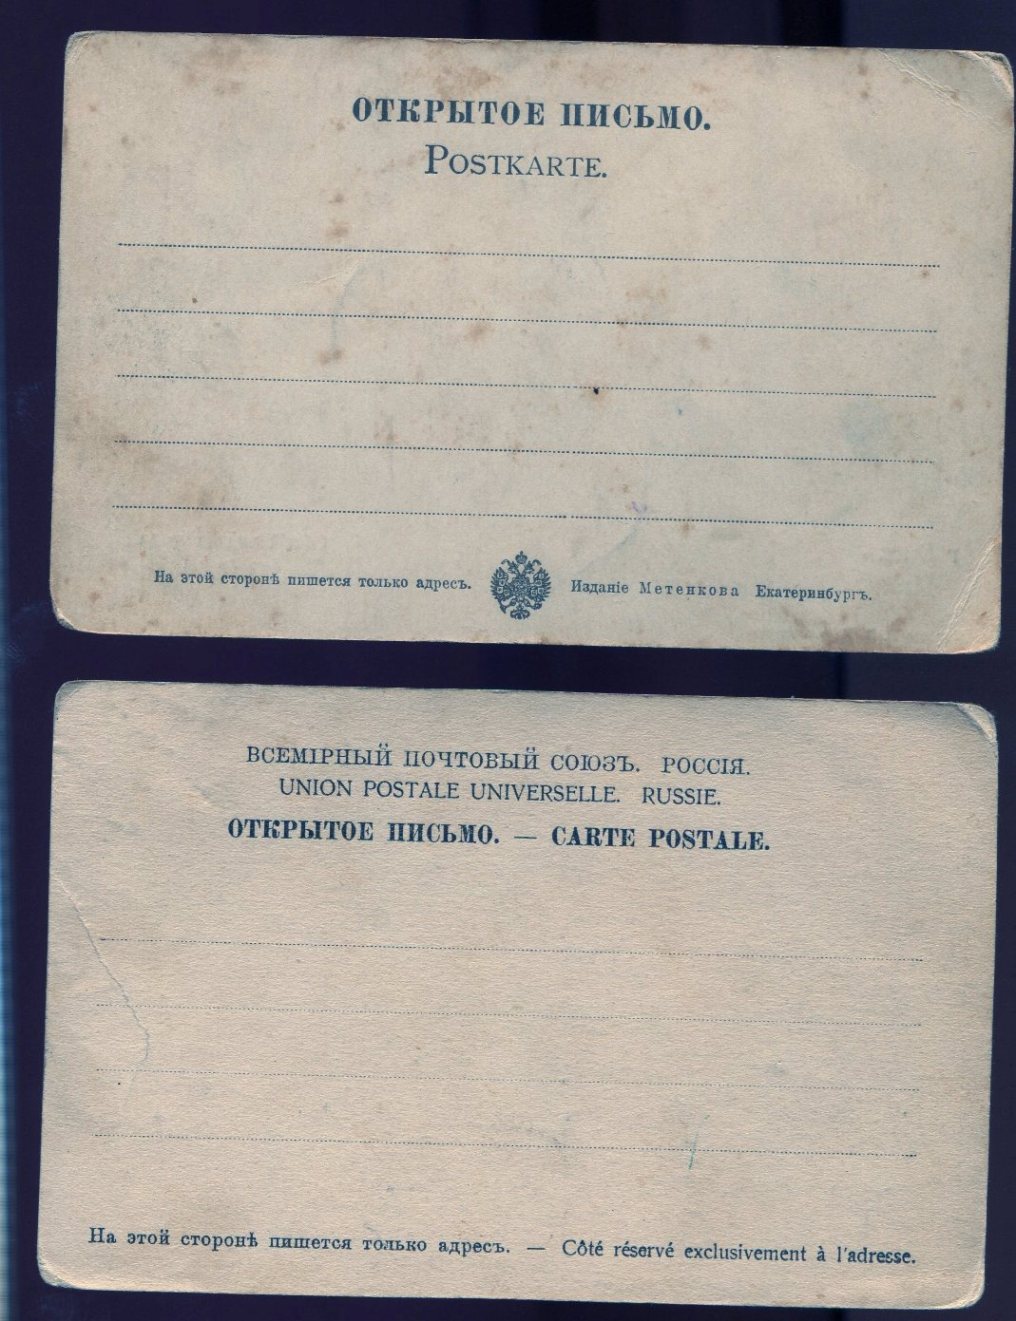 ОТКРЫТОЕ ПИСЬМО.
POSTKARTE.
На этой сторонѣ пишется только адресъ. Изданіе Метенкова Екатеринбургъ.
ВСЕМІРНЫЙ ПОЧТОВЫЙ СОЮЗЪ. РОССІЯ.
UNION POSTALE UNIVERSELLE. RUSSIE.
ОТКРЫТОЕ ПИСЬМО. — CARTE POSTALE.
На этой сторонѣ пишется только адресъ. — Côté réservé exclusivement à l'adresse.